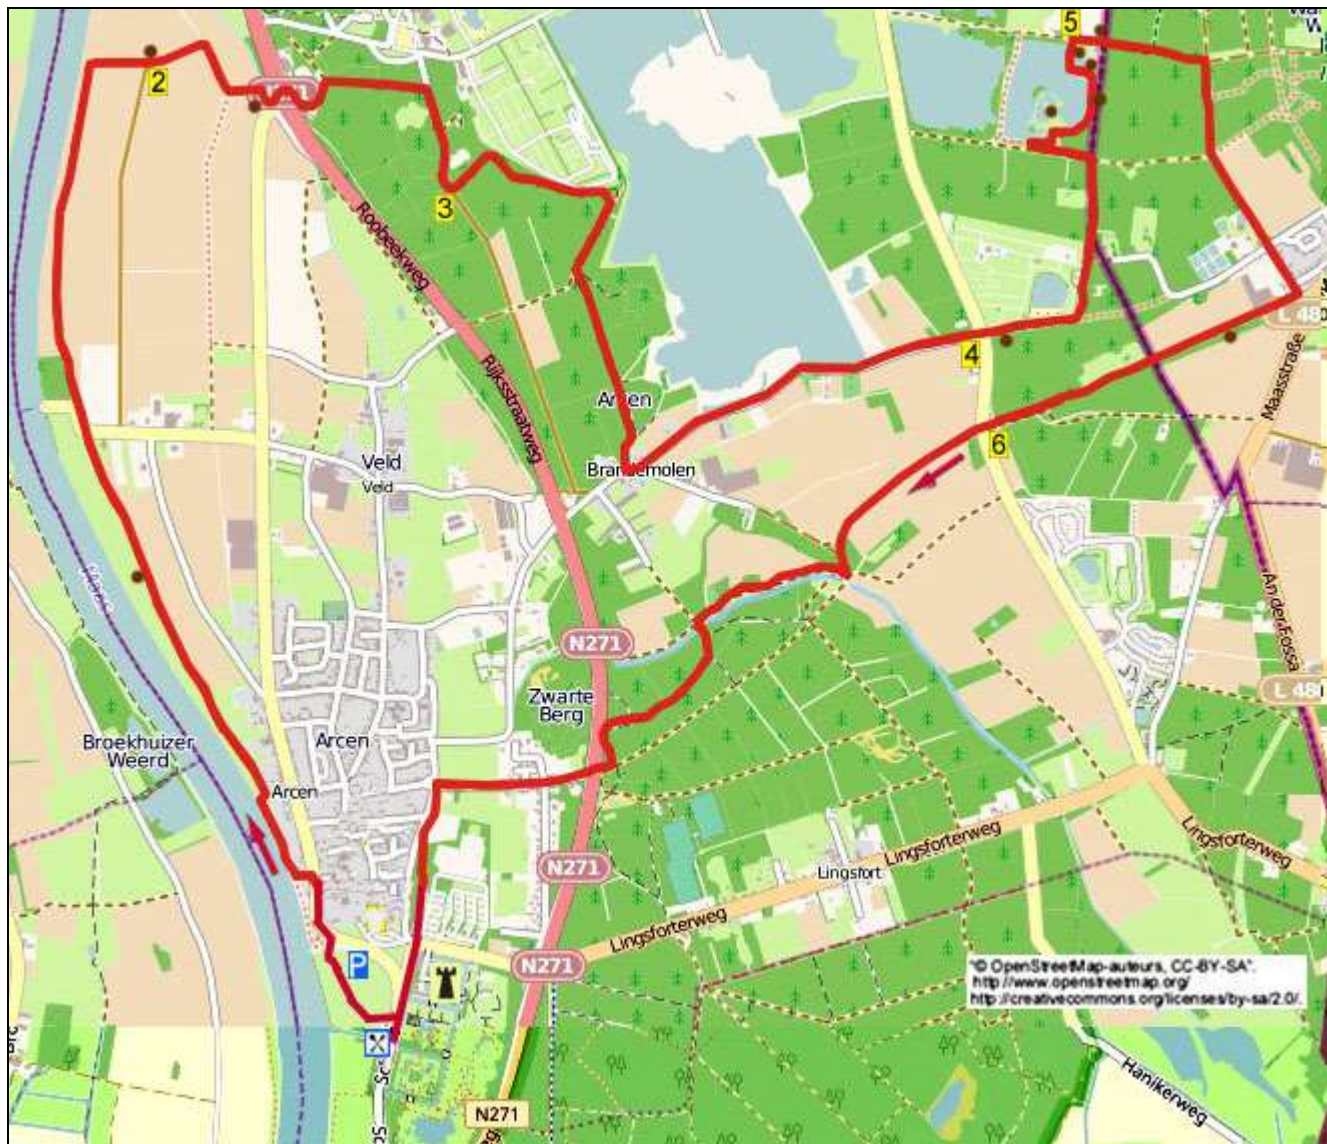 5
2
3
Roobeekweg
Rijksstraatweg
4
L 48
Maasstraße
Arcen
Brandemolen
6
Veld
Veld
N271
An der Fossa
L 48
Zwarte
Berg
Broekhuizer
Weerd
Arcen
Arcen
Lingsforterweg
Lingsforterweg
N271
Lingsfort
Lingsforterweg
P
N271
"© OpenStreetMap-auteurs, CC-BY-SA".
http://www.openstreetmap.org/
http://creativecommons.org/licenses/by-sa/2.0/.
Hanikerweg
N271